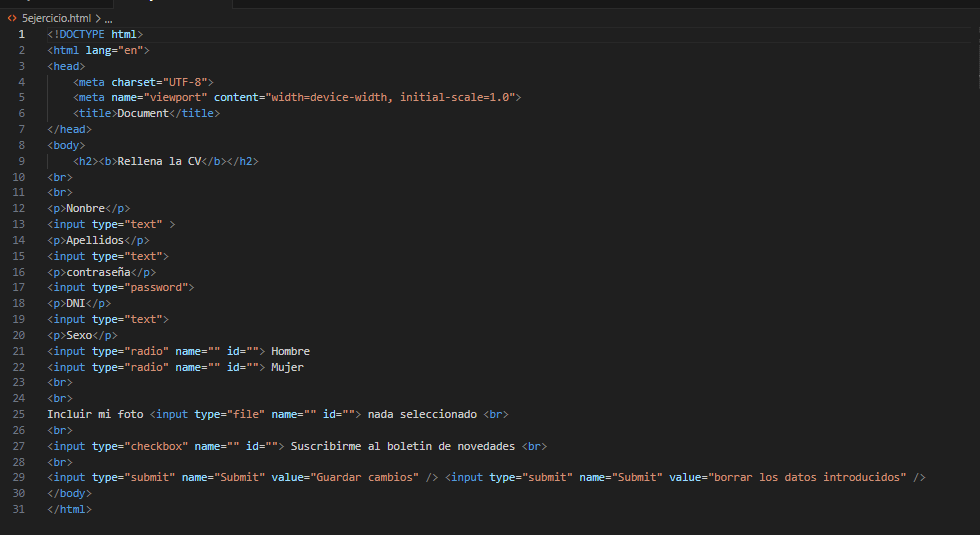 5ejercicio.html > ...
1 <!DOCTYPE html>
2 <html lang="en">
3 <head>
4 <meta charset="UTF-8">
5 <meta name="viewport" content="width=device-width, initial-scale=1.0">
6 <title>Document</title>
7 </head>
8 <body>
9 <h2><b>Rellena la CV</b></h2>
10 <br>
11 <br>
12 <p>Nonbre</p>
13 <input type="text" >
14 <p>Apellidos</p>
15 <input type="text">
16 <p>contraseña</p>
17 <input type="password">
18 <p>DNI</p>
19 <input type="text">
20 <p>Sexo</p>
21 <input type="radio" name="" id=""> Hombre
22 <input type="radio" name="" id=""> Mujer
23 <br>
24 <br>
25 Incluir mi foto <input type="file" name="" id=""> nada seleccionado <br>
26 <br>
27 <input type="checkbox" name="" id=""> Suscribirme al boletin de novedades <br>
28 <br>
29 <input type="submit" name="Submit" value="Guardar cambios" /> <input type="submit" name="Submit" value="borrar los datos introducidos" />
30 </body>
31 </html>